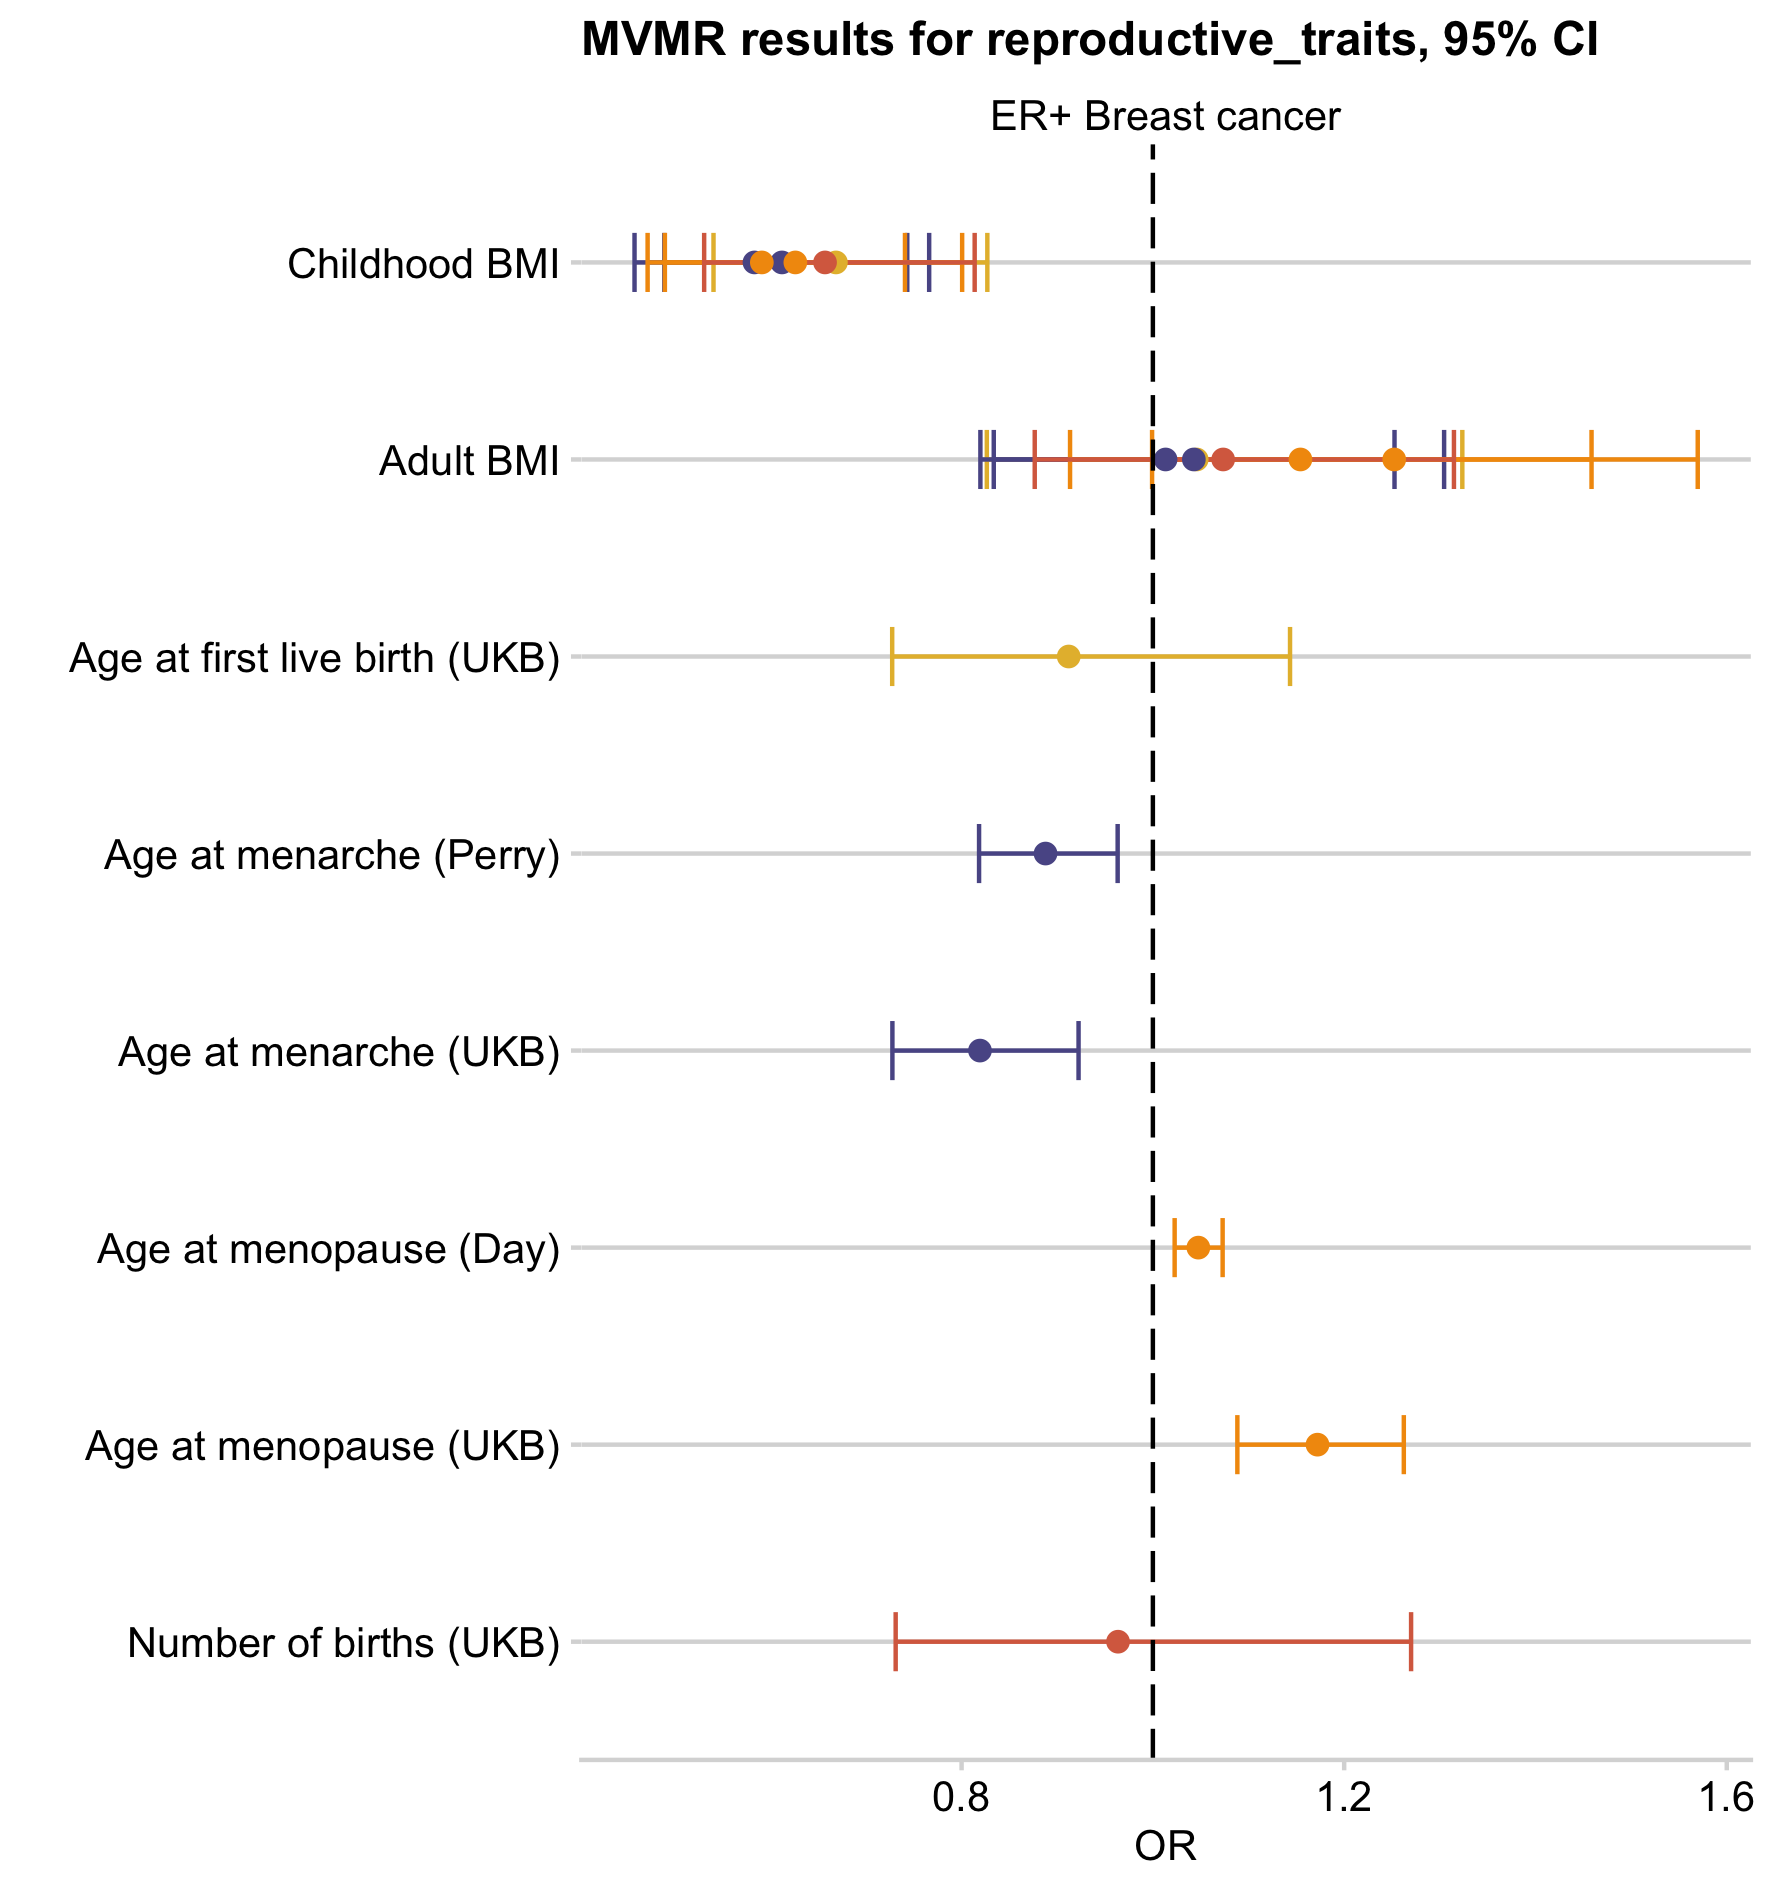 MVMR results for reproductive_traits, 95% CI
ER+ Breast cancer
Childhood BMI
Adult BMI
Age at first live birth (UKB)
Age at menarche (Perry)
Age at menarche (UKB)
Age at menopause (Day)
Age at menopause (UKB)
Number of births (UKB)
0.8 1.2 1.6
OR